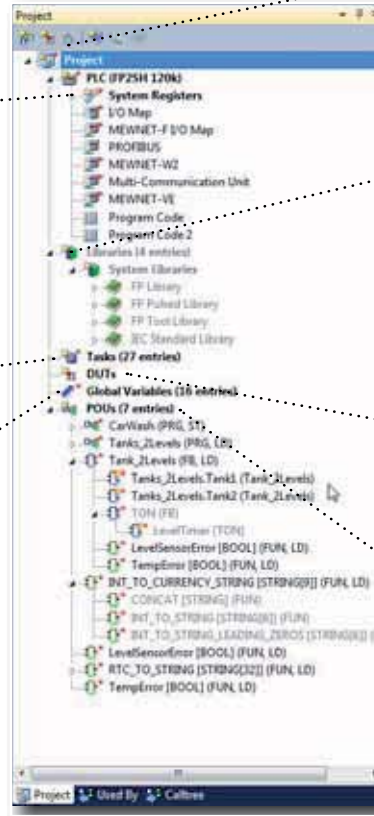 Project
Project
PLC (FP2SH 120k)
System Registers
I/O Map
MEWNET-F I/O Map
PROFIBUS
MEWNET-W2
Multi-Communication Unit
MEWNET-VE
Program Code
Program Code 2
Libraries (4 entries)
System Libraries
FP Library
FP Pulsed Library
FP Tool Library
IEC Standard Library
Tasks (27 entries)
DUTs
Global Variables (16 entries)
POUs (7 entries)
CarWash (PRG, ST)
Tanks_2Levels (PRG, LD)
Tank_2Levels (FB, LD)
Tanks_2Levels.Tank1 (Tank_2Levels)
Tanks_2Levels.Tank2 (Tank_2Levels)
TON (FB)
LevelTimer [TON]
LevelSensorError [BOOL] (FUN, LD)
TempError [BOOL] (FUN, LD)
INT_TO_CURRENCY_STRING [STRING[9]] (FUN, LD)
CONCAT [STRING] (FUN)
INT_TO_STRING [STRING[6]] (FUN)
INT_TO_STRING_LEADING_ZEROS [STRING[6]] (
LevelSensorError [BOOL] (FUN, LD)
RTC_TO_STRING [STRING[32]] (FUN, LD)
TempError [BOOL] (FUN, LD)
Project Used By Calltree